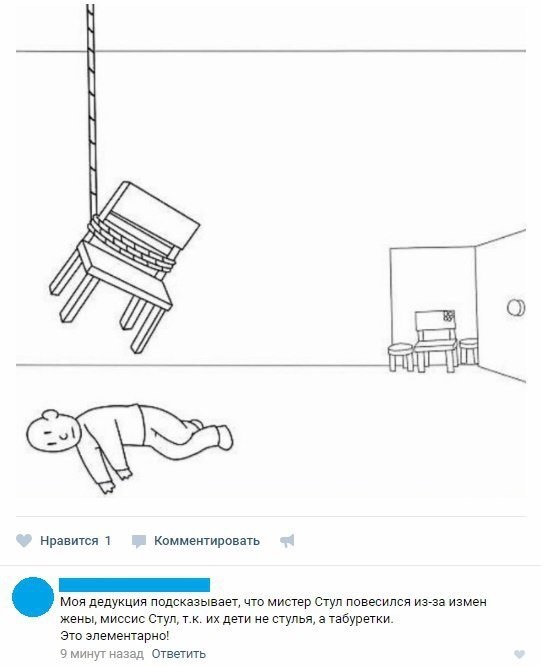 Нравится 1 Комментировать
Моя дедукция подсказывает, что мистер Стул повесился из-за измен
жены, миссис Стул, т.к. их дети не стулья, а табуретки.
Это элементарно!
9 минут назад Ответить